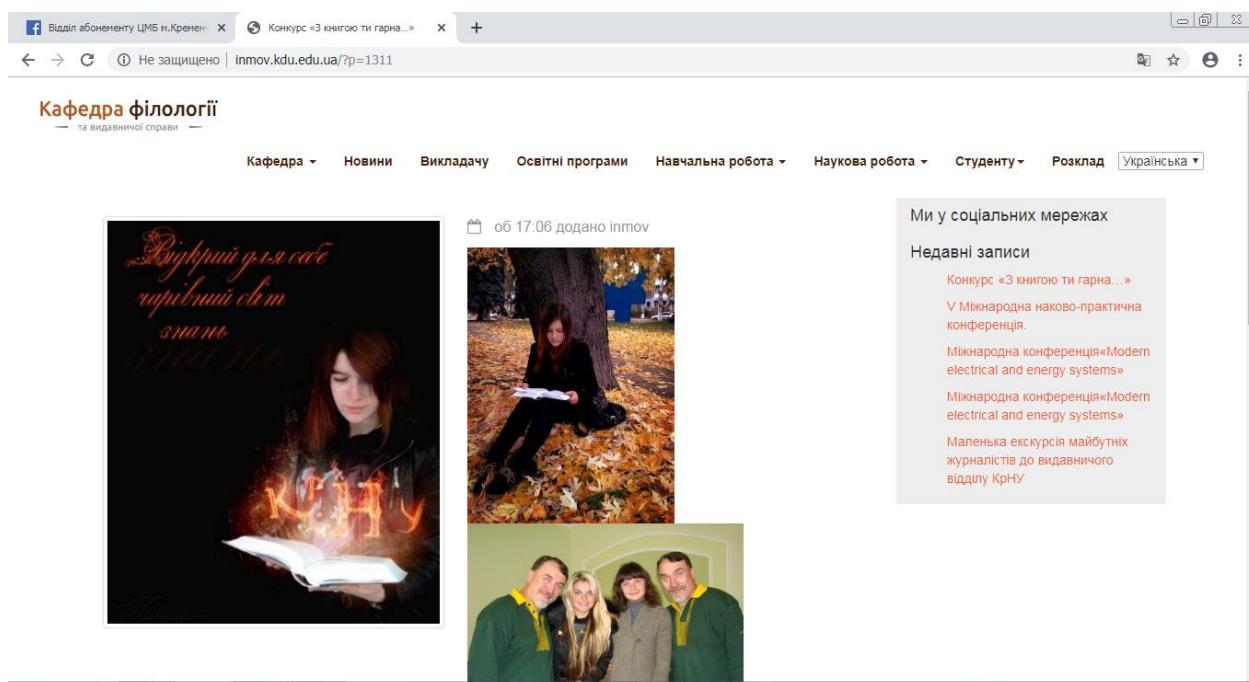 Відділ абонементу ЦМБ м.Кремен
Конкурс «З книгою ти гарна...»
Не защищено | inmov.kdu.edu.ua/?p=1311
Кафедра філології
та видавничої справи
Кафедра Новини Викладачу Освітні програми Навчальна робота Наукова робота Студенту Розклад Українська
Відкрий для себе
чарівний світ
знань
ЗНАНЬ
КрНУ
об 17:06 додано inmov
Ми у соціальних мережах
Недавні записи
Конкурс «З книгою ти гарна…»
V Міжнародна наково-практична
конференція.
Міжнародна конференція«Modern
electrical and energy systems»
Міжнародна конференція«Modern
electrical and energy systems»
Маленька екскурсія майбутніх
журналістів до видавничого
відділу КрНУ